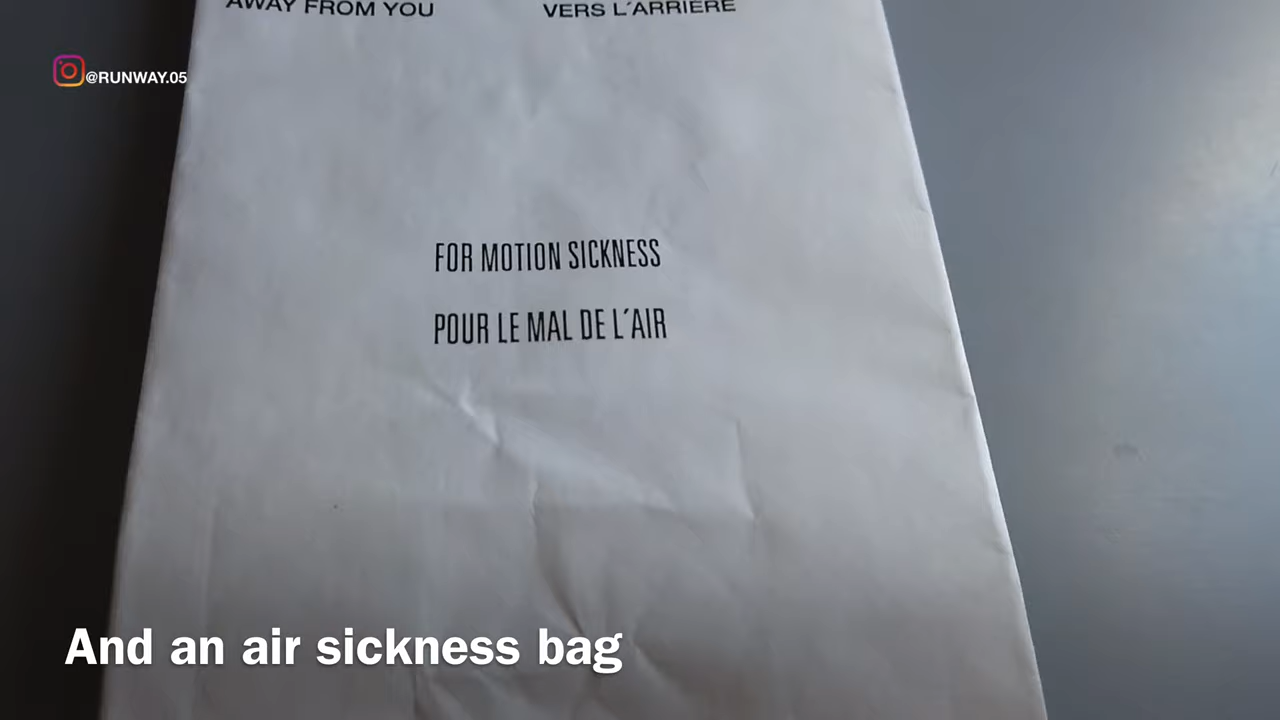 AWAY FROM YOU
VERS L´ARRIÈRE
@RUNWAY.05
FOR MOTION SICKNESS
POUR LE MAL DE L´AIR
And an air sickness bag